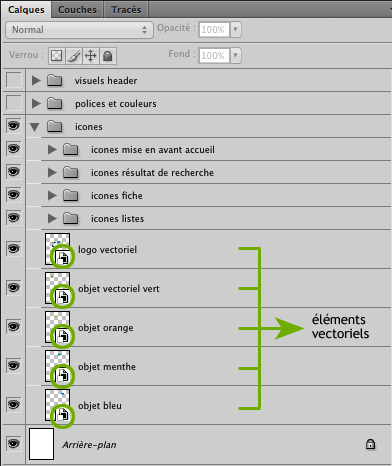 Calques Couches Tracés
Normal Opacité : 100%
Verrou : Fond : 100%
visuels header
polices et couleurs
icones
icones mise en avant accueil
icones résultat de recherche
icones fiche
icones listes
logo vectoriel
objet vectoriel vert
objet orange
éléments
vectoriels
objet menthe
objet bleu
Arrière-plan